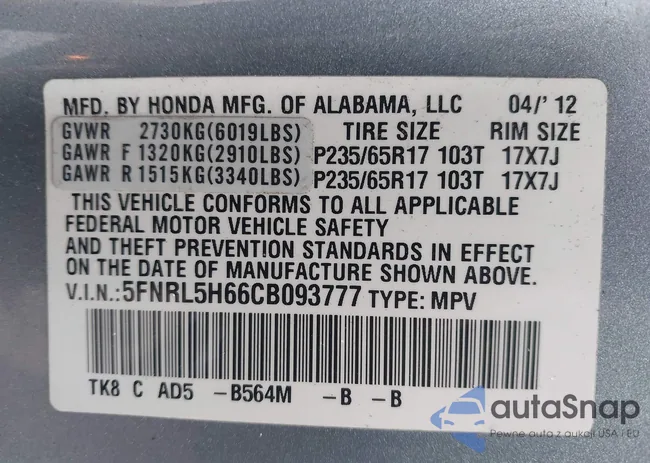 MFD. BY HONDA MFG. OF ALABAMA, LLC 04/' 12
GVWR 2730KG(6019LBS) TIRE SIZE RIM SIZE
GAWR F 1320KG(2910LBS) P235/65R17 103T 17X7J
GAWR R 1515KG(3340LBS) P235/65R17 103T 17X7J
THIS VEHICLE CONFORMS TO ALL APPLICABLE
FEDERAL MOTOR VEHICLE SAFETY
AND THEFT PREVENTION STANDARDS IN EFFECT
ON THE DATE OF MANUFACTURE SHOWN ABOVE.
V.I.N.:5FNRL5H66CB093777 TYPE: MPV
TK8 C AD5 -B564M -B -B
autaSnap
Pewne auta z aukcji USA i EU